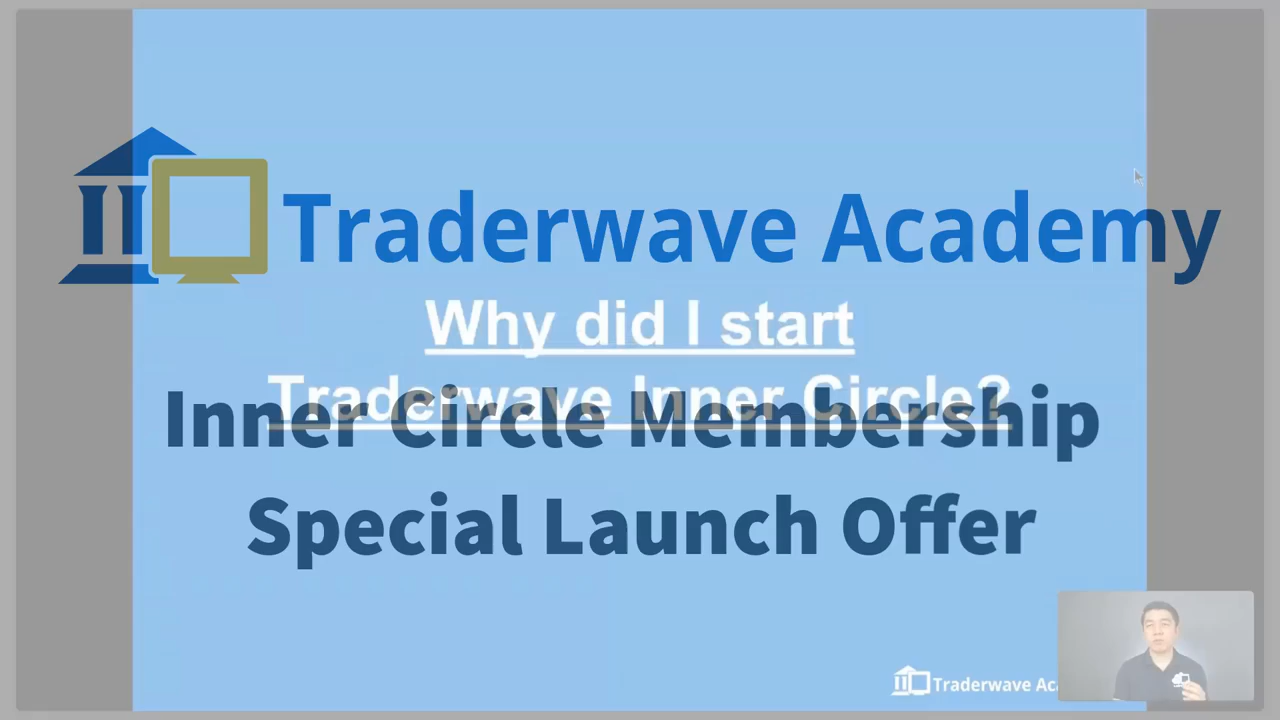 Traderwave Academy
Why did I start
Traderwave Inner Circle?
Inner Circle Membership
Special Launch Offer
Traderwave Ac